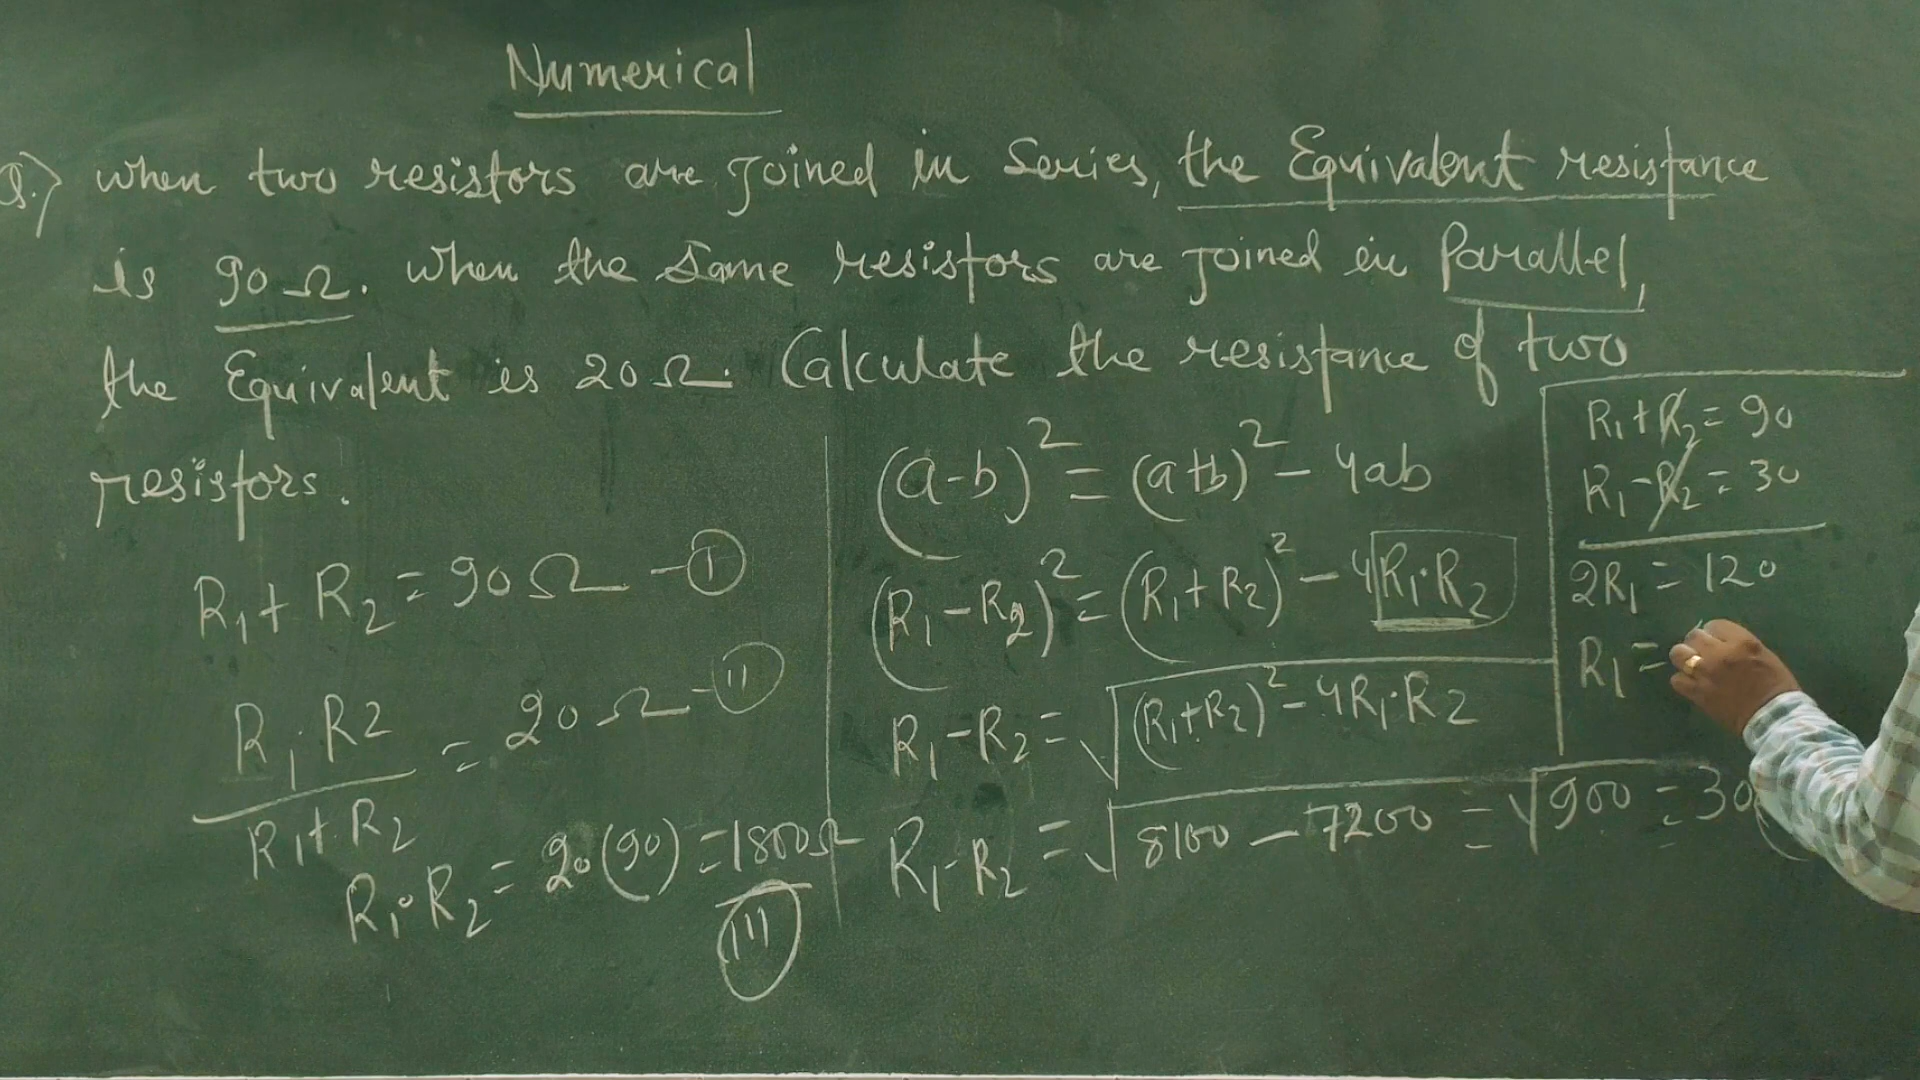 Numerical
Q.) when two resistors are joined in Series, the Equivalent resistance
is 90Ω. when the Same resistors are joined in Parallel,
the Equivalent is 20Ω. Calculate the resistance of two
resistors.
R₁ + R₂ = 90Ω - I
R₁·R₂ / R₁+R₂ = 20Ω - II
R₁·R₂ = 20(90) = 1800Ω
III
(a-b)² = (a+b)² - 4ab
(R₁-R₂)² = (R₁+R₂)² - 4R₁·R₂
R₁-R₂ = √(R₁+R₂)² - 4R₁·R₂
R₁-R₂ = √8100 - 7200 = √900 = 30
R₁+R₂ = 90
R₁-R₂ = 30
2R₁ = 120
R₁ =